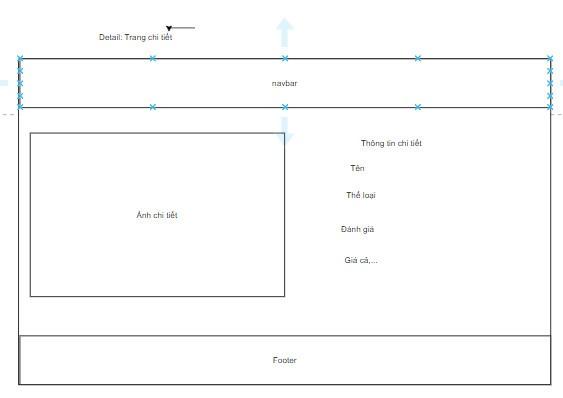 Detail: Trang chi tiết
navbar
Thông tin chi tiết
Tên
Thể loại
Ảnh chi tiết
Đánh giá
Giá cả,...
Footer